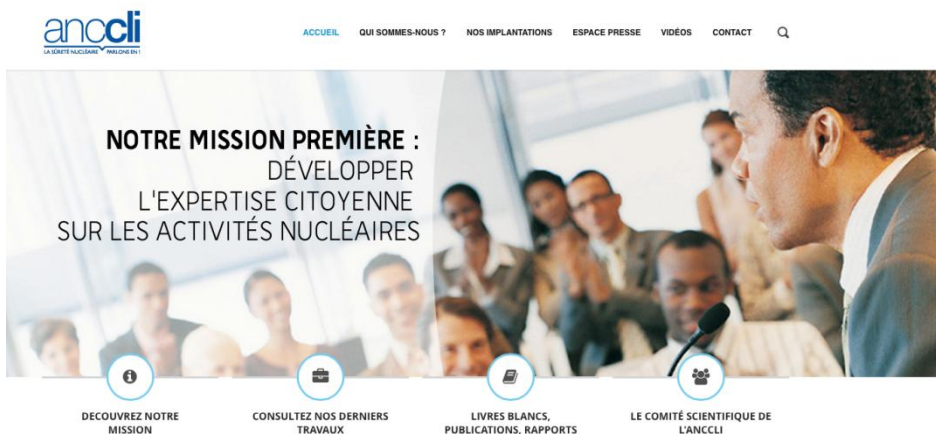 anccli
LA SÛRETÉ NUCLÉAIRE PARLONS EN !
ACCUEIL QUI SOMMES-NOUS ? NOS IMPLANTATIONS ESPACE PRESSE VIDÉOS CONTACT
NOTRE MISSION PREMIÈRE :
DÉVELOPPER
L'EXPERTISE CITOYENNE
SUR LES ACTIVITÉS NUCLÉAIRES
DECOUVREZ NOTRE
MISSION
CONSULTEZ NOS DERNIERS
TRAVAUX
LIVRES BLANCS,
PUBLICATIONS, RAPPORTS
LE COMITÉ SCIENTIFIQUE DE
L'ANCCLI